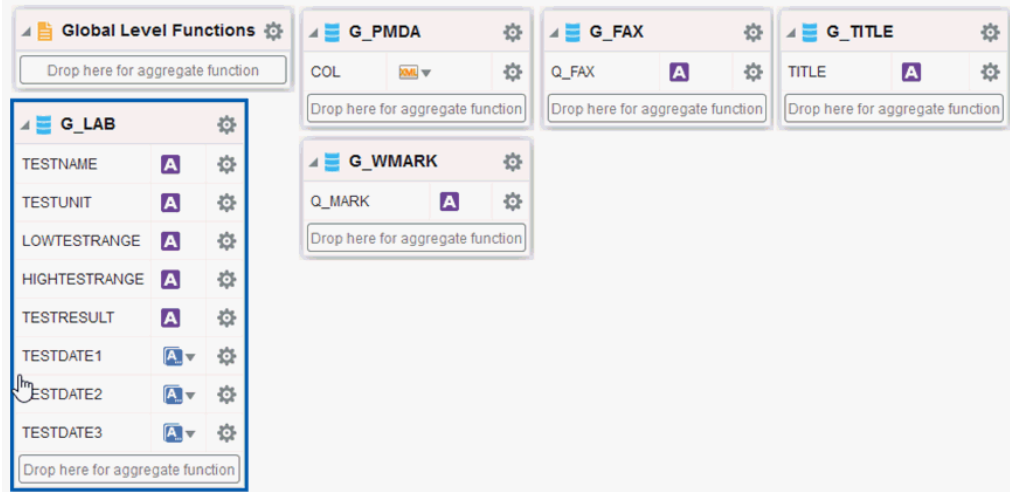 Global Level Functions
Drop here for aggregate function
G_LAB
TESTNAME A
TESTUNIT A
LOWTESTRANGE A
HIGHTESTRANGE A
TESTRESULT A
TESTDATE1 A
TESTDATE2 A
TESTDATE3 A
Drop here for aggregate function
G_PMDA
COL XML
Drop here for aggregate function
G_WMARK
Q_MARK A
Drop here for aggregate function
G_FAX
Q_FAX A
Drop here for aggregate function
G_TITLE
TITLE A
Drop here for aggregate function